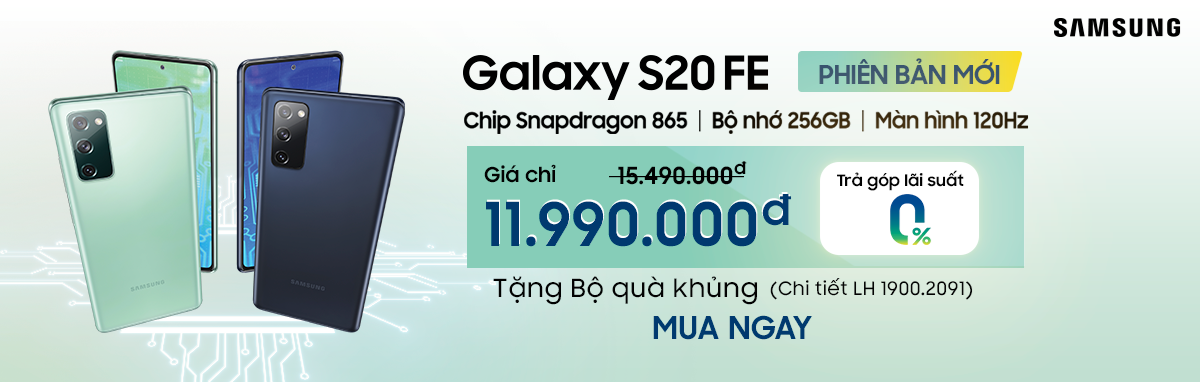 SAMSUNG
Galaxy S20 FE PHIÊN BẢN MỚI
Chip Snapdragon 865 | Bộ nhớ 256GB | Màn hình 120Hz
Giá chỉ 15.490.000đ
11.990.000đ
Trả góp lãi suất
0%
Tặng Bộ quà khủng (Chi tiết LH 1900.2091)
MUA NGAY
SAMSUNG
SAMSUNG